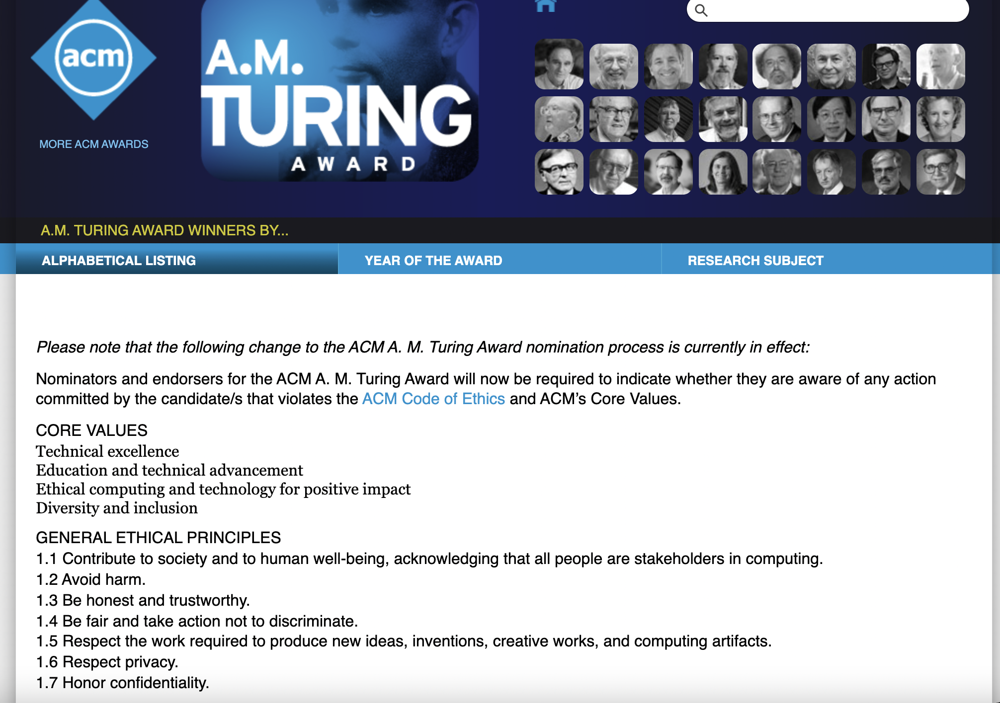 acm
MORE ACM AWARDS
A.M.
TURING
AWARD
A.M. TURING AWARD WINNERS BY...
ALPHABETICAL LISTING
YEAR OF THE AWARD
RESEARCH SUBJECT
Please note that the following change to the ACM A. M. Turing Award nomination process is currently in effect:
Nominators and endorsers for the ACM A. M. Turing Award will now be required to indicate whether they are aware of any action
committed by the candidate/s that violates the ACM Code of Ethics and ACM’s Core Values.
CORE VALUES
Technical excellence
Education and technical advancement
Ethical computing and technology for positive impact
Diversity and inclusion
GENERAL ETHICAL PRINCIPLES
1.1 Contribute to society and to human well-being, acknowledging that all people are stakeholders in computing.
1.2 Avoid harm.
1.3 Be honest and trustworthy.
1.4 Be fair and take action not to discriminate.
1.5 Respect the work required to produce new ideas, inventions, creative works, and computing artifacts.
1.6 Respect privacy.
1.7 Honor confidentiality.